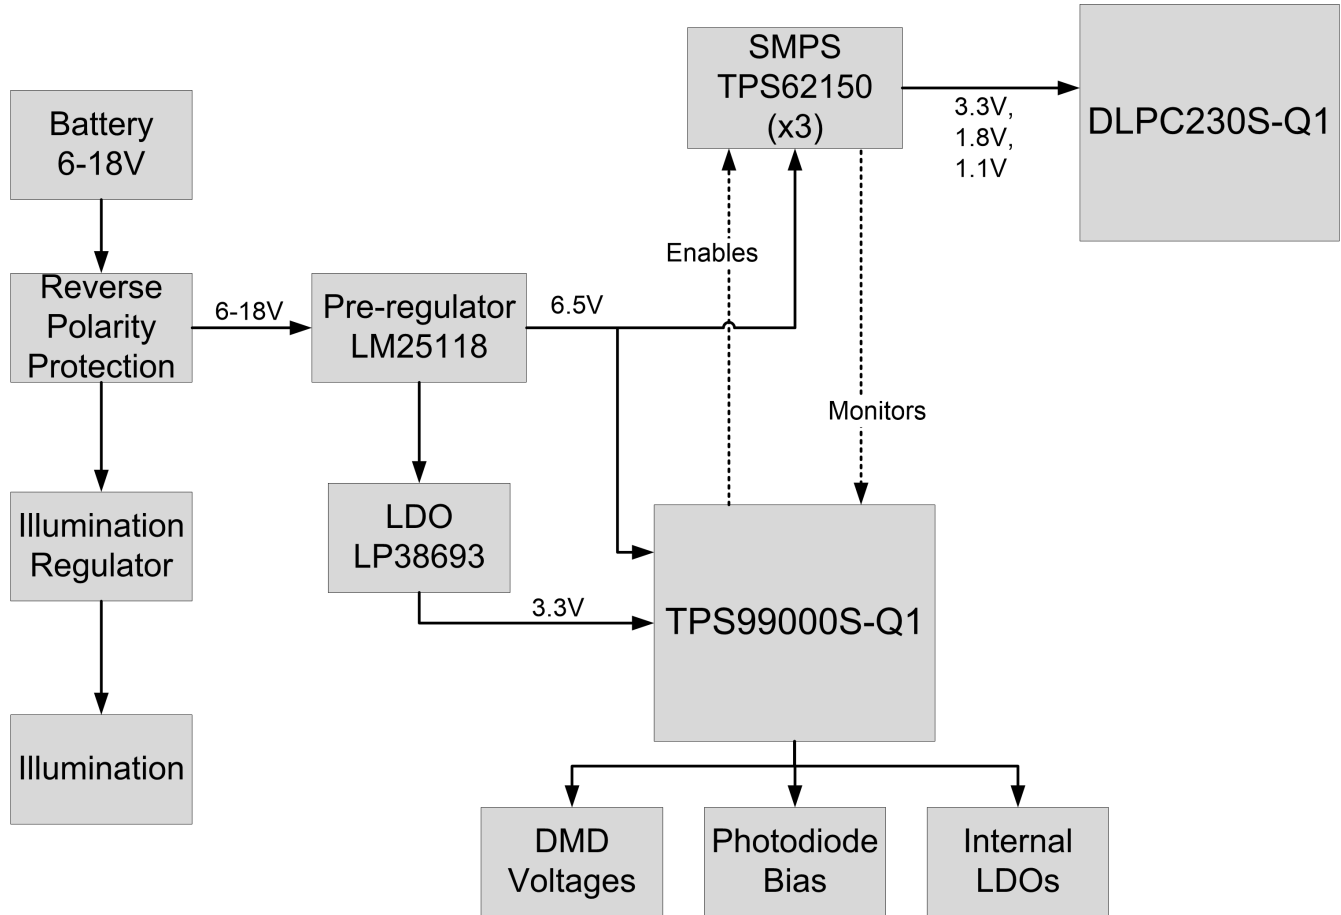 SMPS
TPS62150
(x3)
3.3V,
1.8V,
1.1V
DLPC230S-Q1
Battery
6-18V
Enables
Reverse
Polarity
Protection
6-18V
Pre-regulator
LM25118
6.5V
Monitors
Illumination
Regulator
LDO
LP38693
3.3V
TPS99000S-Q1
Illumination
DMD
Voltages
Photodiode
Bias
Internal
LDOs